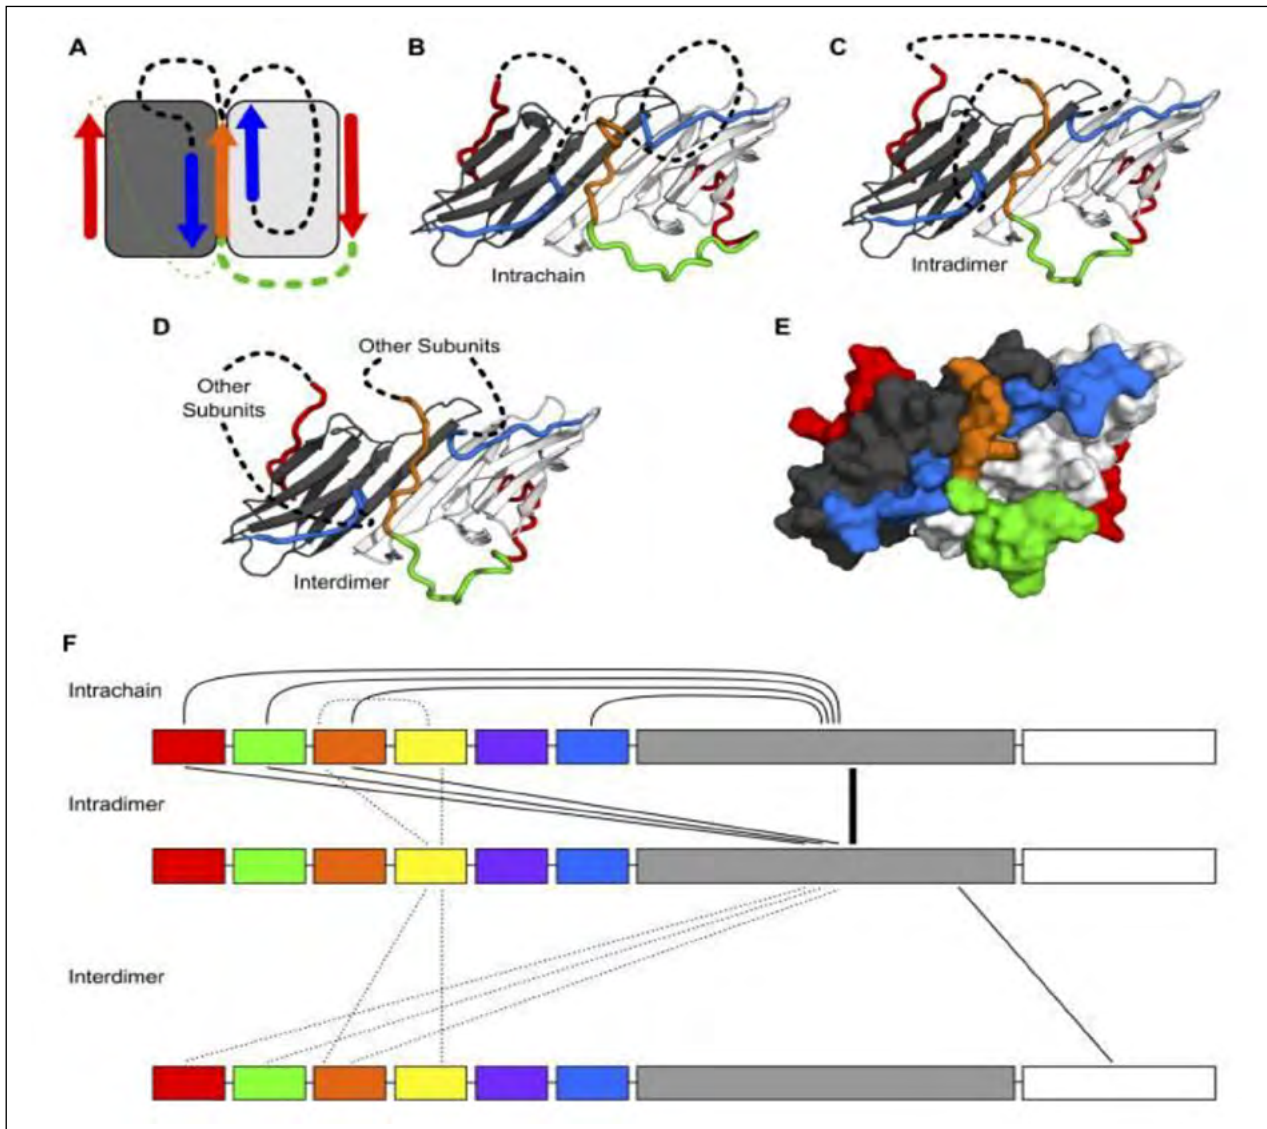 A
B
C
Intrachain
Intradimer
D
E
Other
Subunits
Other Subunits
Interdimer
F
Intrachain
Intradimer
Interdimer